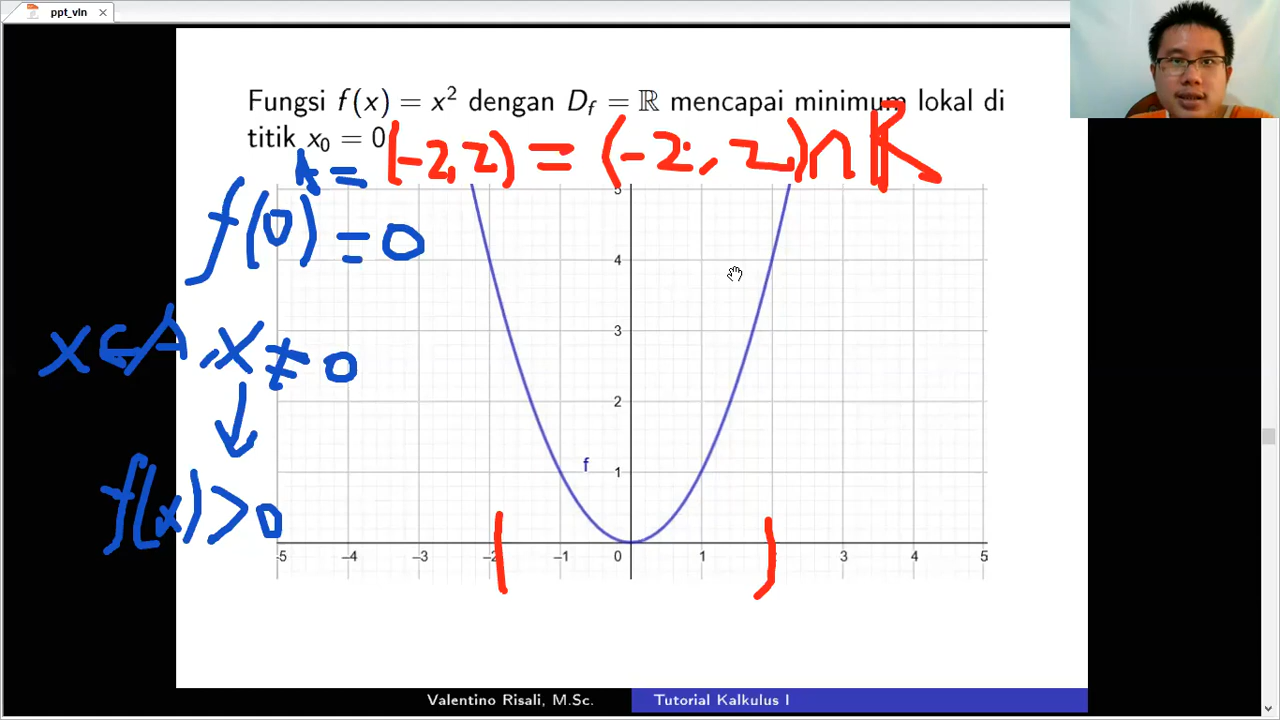 ppt_vln
Fungsi f(x) = x² dengan D_f = ℝ mencapai minimum lokal di
titik x₀ = 0
A = (-2,2) = (-2, 2) ∩ ℝ
f(0) = 0
x ∈ A, x ≠ 0
↓
f(x) > 0
5
4
3
2
f
1
-5 –4 –3 –2 –1 0 1 2 3 4 5
Valentino Risali, M.Sc. Tutorial Kalkulus I